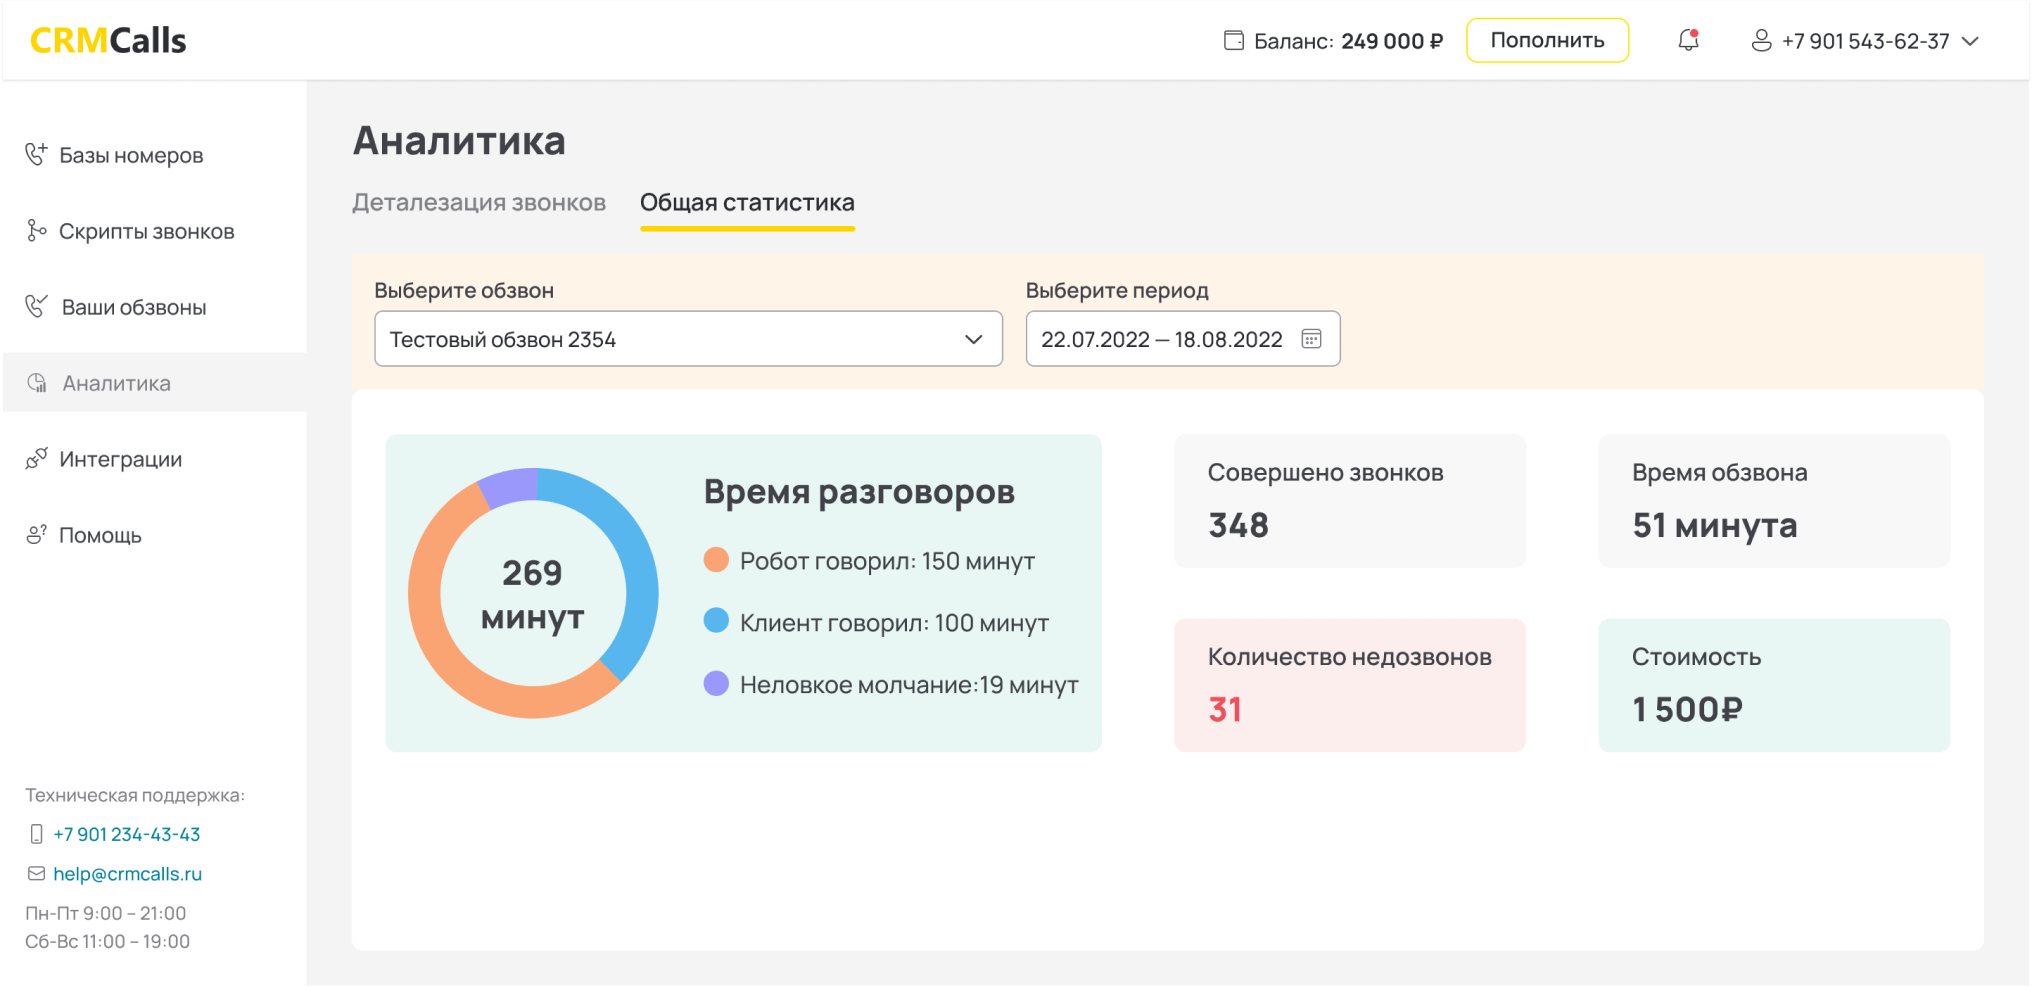 CRMCalls
Баланс: 249 000 ₽
Пополнить
+7 901 543-62-37
Базы номеров
Скрипты звонков
Ваши обзвоны
Аналитика
Интеграции
Помощь
Техническая поддержка:
+7 901 234-43-43
help@crmcalls.ru
Пн-Пт 9:00 – 21:00
Сб-Вс 11:00 – 19:00
Аналитика
Деталезация звонков
Общая статистика
Выберите обзвон
Тестовый обзвон 2354
Выберите период
22.07.2022 — 18.08.2022
269
минут
Время разговоров
Робот говорил: 150 минут
Клиент говорил: 100 минут
Неловкое молчание:19 минут
Совершено звонков
348
Время обзвона
51 минута
Количество недозвонов
31
Стоимость
1 500₽